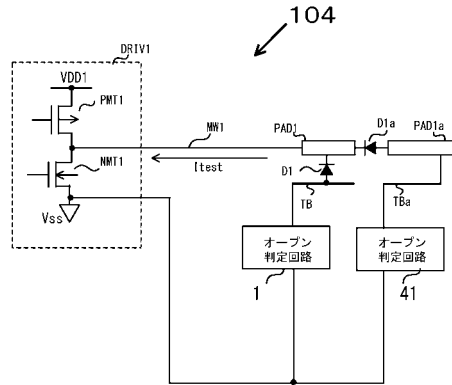 104
DRIV1
VDD1
PMT1
MW1
PAD1
D1a
PAD1a
NMT1
Itest
D1
TB
TBa
Vss
オープン
判定回路
オープン
判定回路
1
41